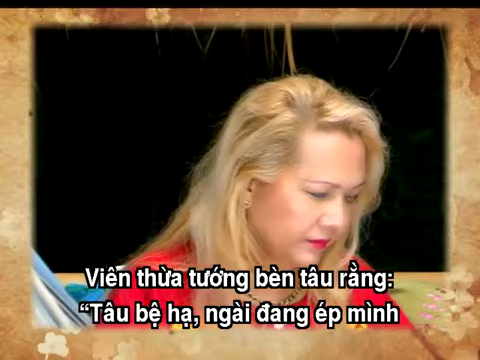 Viên thừa tướng bèn tâu rằng:
“Tâu bệ hạ, ngài đang ép mình